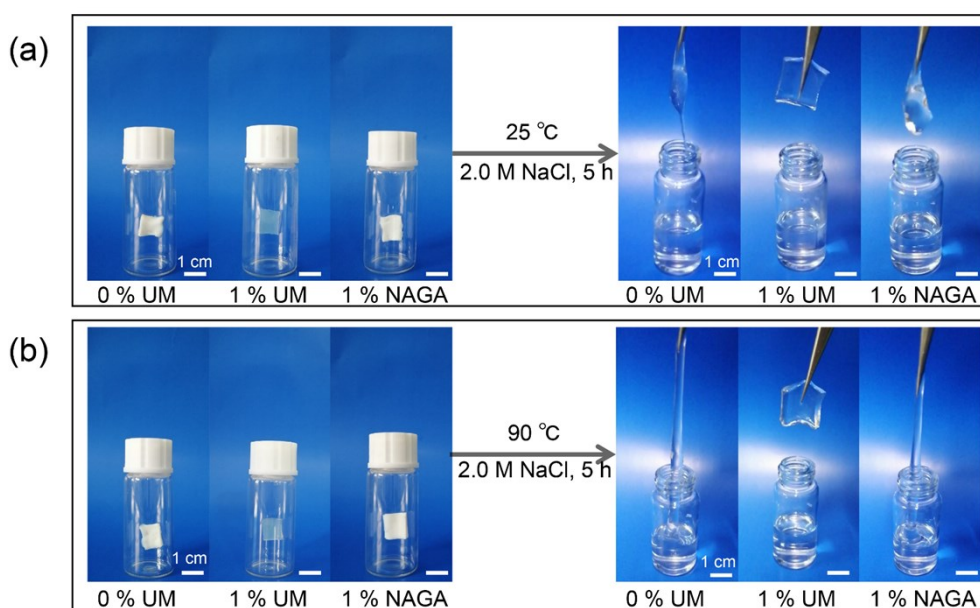 (a)
25 °C
2.0 M NaCl, 5 h
1 cm
1 cm
0 % UM 1 % UM 1 % NAGA 0 % UM 1 % UM 1 % NAGA
(b)
90 °C
2.0 M NaCl, 5 h
1 cm
1 cm
0 % UM 1 % UM 1 % NAGA 0 % UM 1 % UM 1 % NAGA